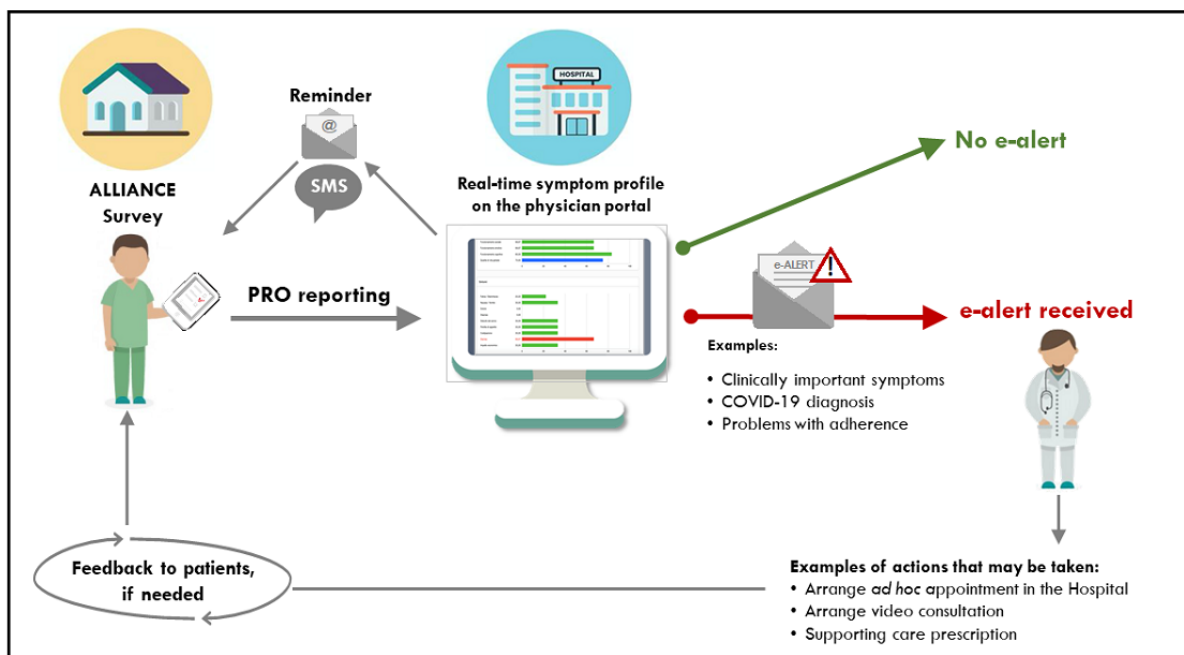 Reminder
@
SMS
HOSPITAL
ALLIANCE
Survey
Real-time symptom profile
on the physician portal
No e-alert
PRO reporting
e-ALERT
!
e-alert received
Examples:
• Clinically important symptoms
• COVID-19 diagnosis
• Problems with adherence
Feedback to patients,
if needed
Examples of actions that may be taken:
• Arrange ad hoc appointment in the Hospital
• Arrange video consultation
• Supporting care prescription